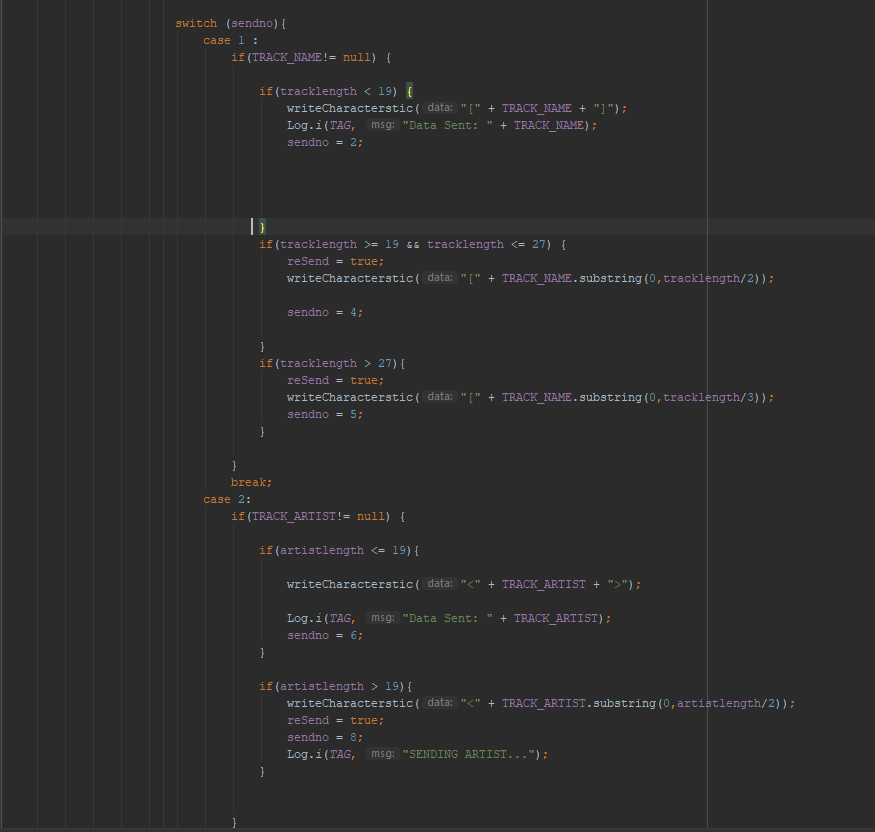 switch (sendno){
case 1 :
if(TRACK_NAME!= null) {
if(tracklength < 19) {
writeCharacterstic( data: "[" + TRACK_NAME + "]");
Log.i(TAG, msg: "Data Sent: " + TRACK_NAME);
sendno = 2;
}
if(tracklength >= 19 && tracklength <= 27) {
reSend = true;
writeCharacterstic( data: "[" + TRACK_NAME.substring(0,tracklength/2));
sendno = 4;
}
if(tracklength > 27){
reSend = true;
writeCharacterstic( data: "[" + TRACK_NAME.substring(0,tracklength/3));
sendno = 5;
}
}
break;
case 2:
if(TRACK_ARTIST!= null) {
if(artistlength <= 19){
writeCharacterstic( data: "<" + TRACK_ARTIST + ">");
Log.i(TAG, msg: "Data Sent: " + TRACK_ARTIST);
sendno = 6;
}
if(artistlength > 19){
writeCharacterstic( data: "<" + TRACK_ARTIST.substring(0,artistlength/2));
reSend = true;
sendno = 8;
Log.i(TAG, msg: "SENDING ARTIST...");
}
}